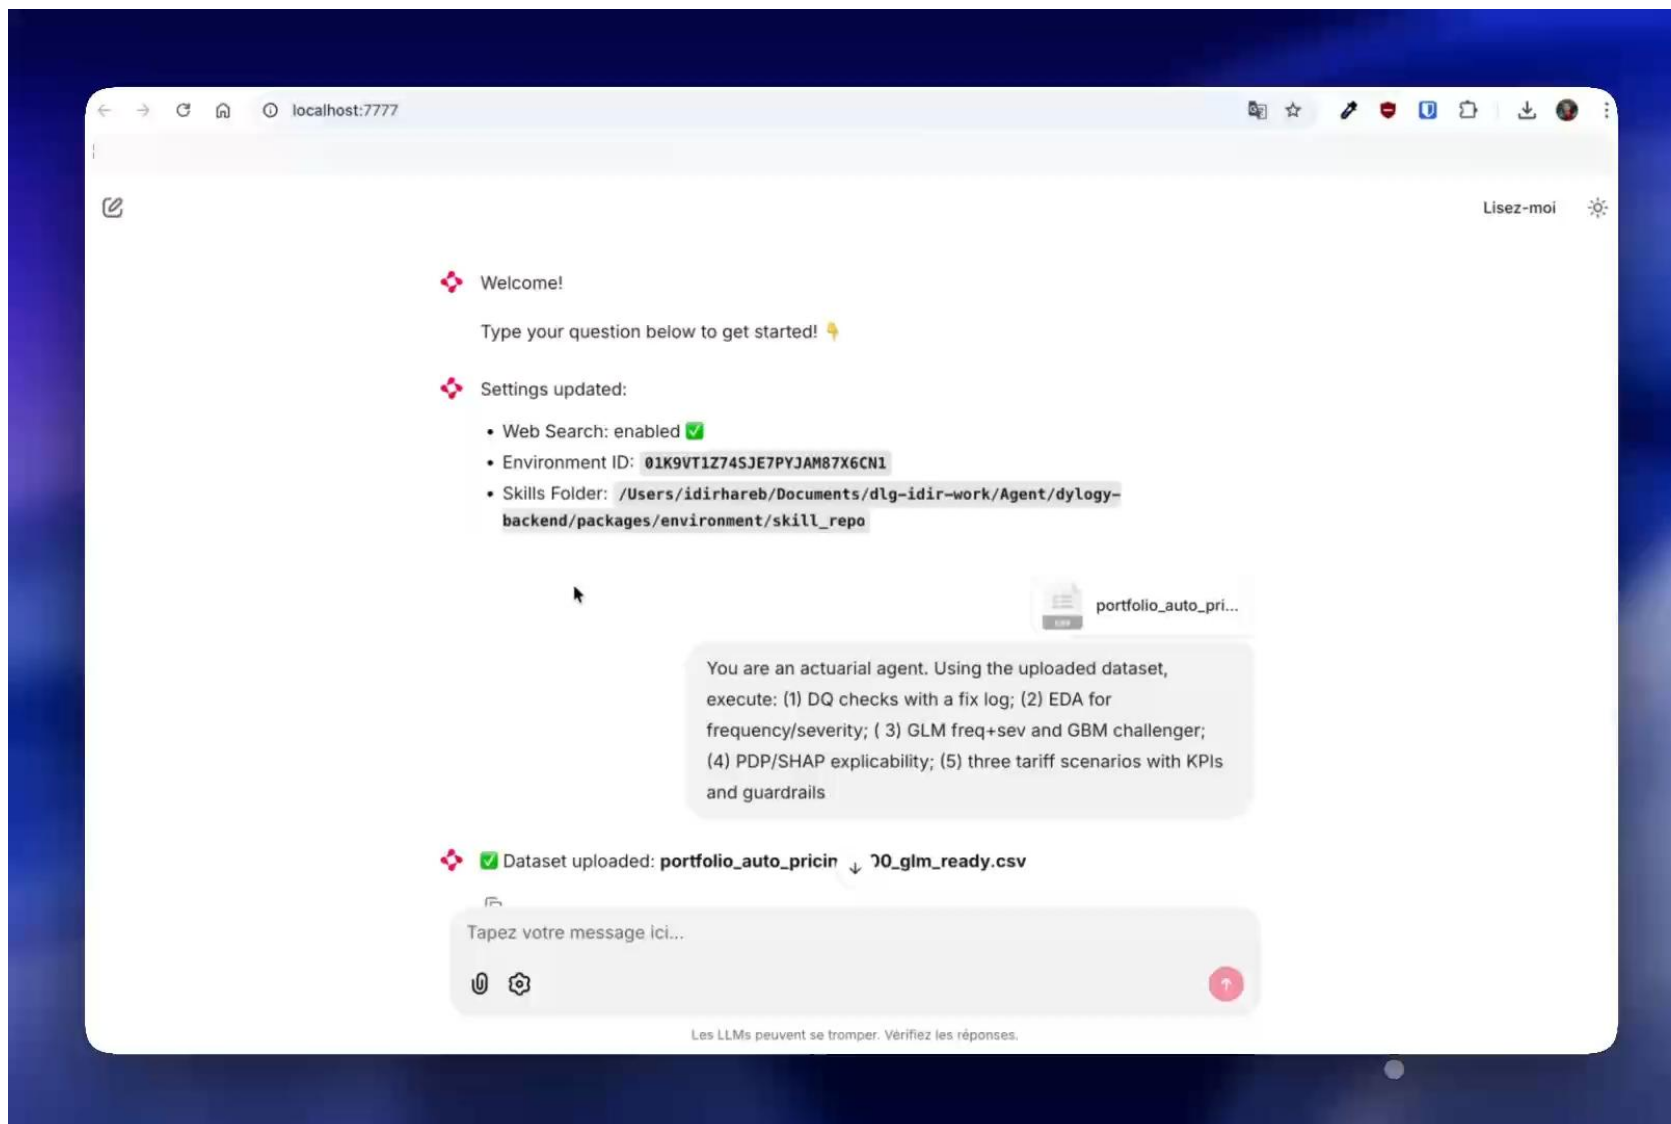 localhost:7777
Lisez-moi
Welcome!
Type your question below to get started! 👇
Settings updated:
• Web Search: enabled ✅
• Environment ID: 01K9VT1Z74SJE7PYJAM87X6CN1
• Skills Folder: /Users/idirhareb/Documents/dlg-idir-work/Agent/dylogy-
backend/packages/environment/skill_repo
portfolio_auto_pri...
You are an actuarial agent. Using the uploaded dataset,
execute: (1) DQ checks with a fix log; (2) EDA for
frequency/severity; ( 3) GLM freq+sev and GBM challenger;
(4) PDP/SHAP explicability; (5) three tariff scenarios with KPIs
and guardrails
✅ Dataset uploaded: portfolio_auto_pricin 00_glm_ready.csv
Tapez votre message ici...
Les LLMs peuvent se tromper. Vérifiez les réponses.